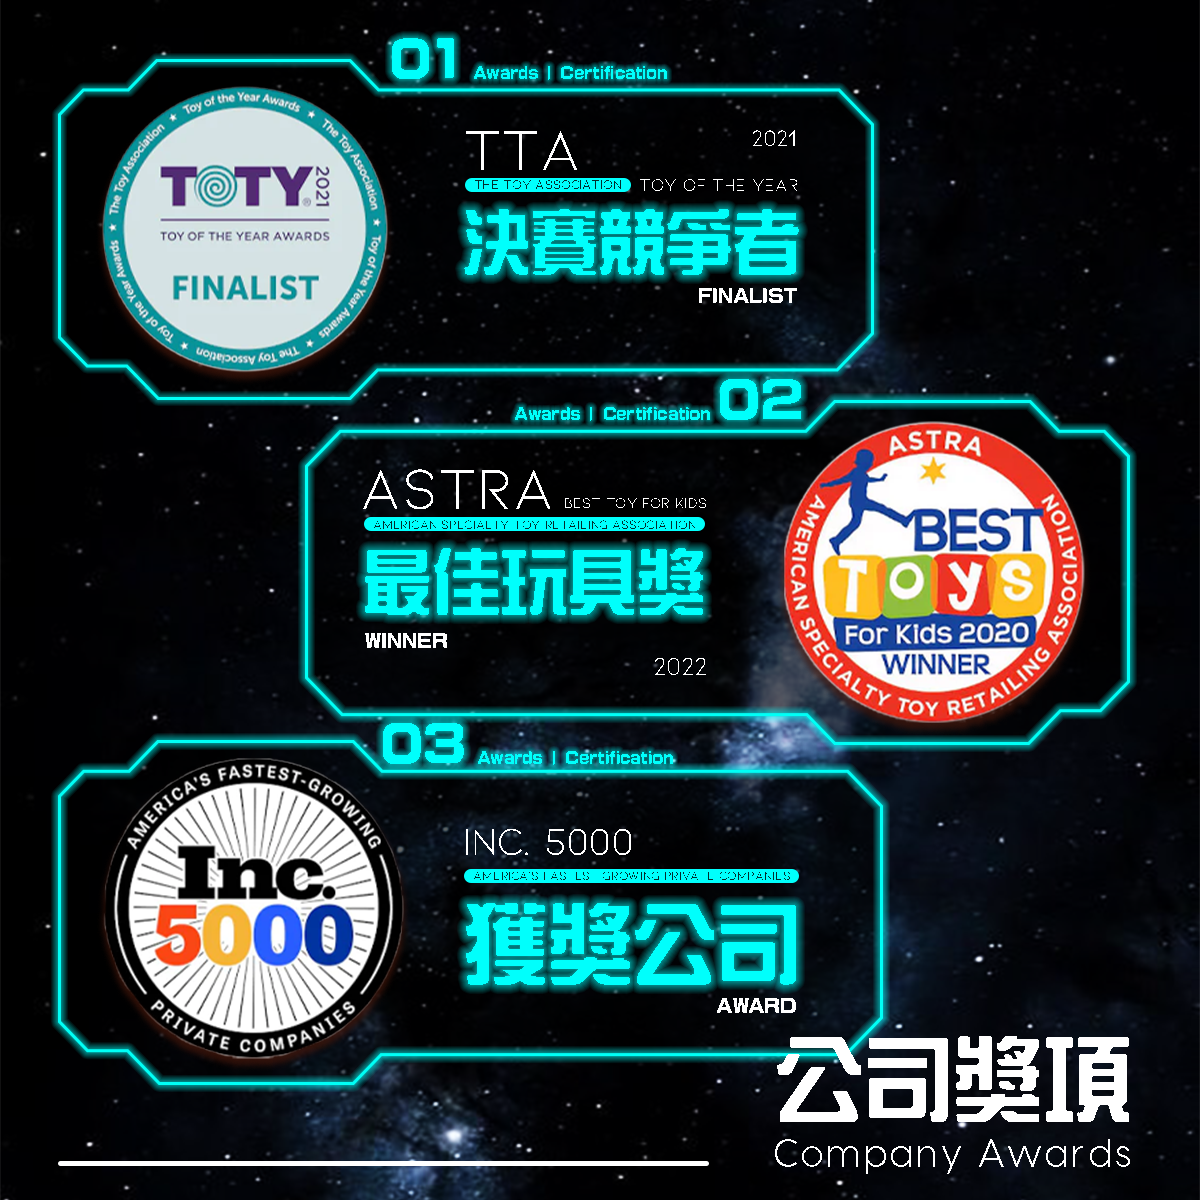 01 Awards | Certification
Toy of the Year Awards ★ The Toy Association ★ Toy of the Year Awards ★ The Toy Association ★ Toy of the Year Awards ★ The Toy Association ★
TOTY® 2021
TOY OF THE YEAR AWARDS
FINALIST
TTA 2021
THE TOY ASSOCIATION TOY OF THE YEAR
決賽競爭者
FINALIST
Awards | Certification 02
ASTRA BEST TOY FOR KIDS
AMERICAN SPECIALTY TOY RETAILING ASSOCIATION
最佳玩具獎
WINNER
2022
ASTRA
AMERICAN SPECIALTY TOY RETAILING ASSOCIATION
BEST
TOYS
For Kids 2020
WINNER
03 Awards | Certification
AMERICA'S FASTEST-GROWING
Inc.
5000
PRIVATE COMPANIES
INC. 5000
AMERICA'S FASTEST-GROWING PRIVATE COMPANIES
獲獎公司
AWARD
公司獎項
Company Awards